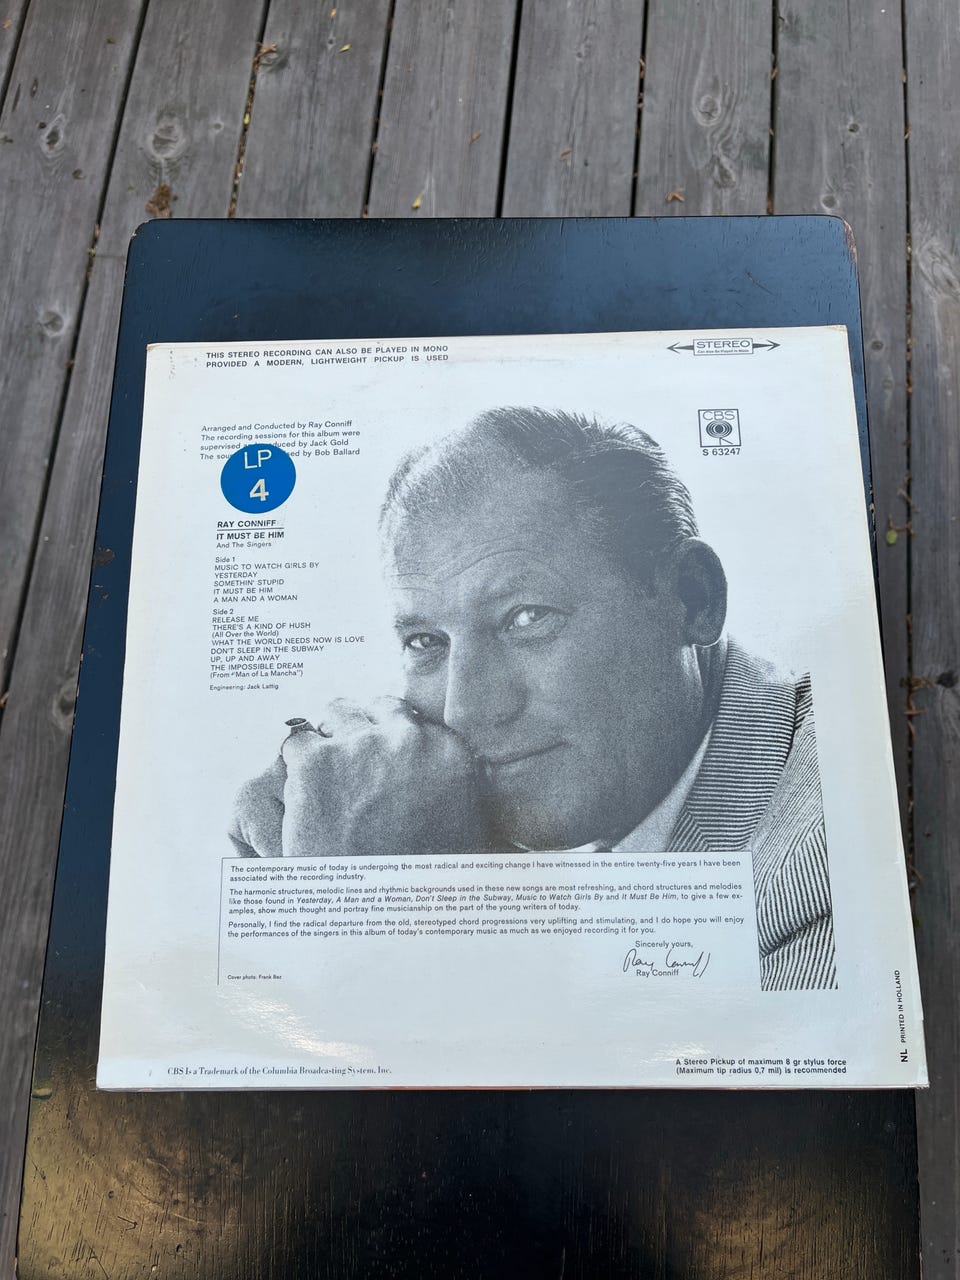 THIS STEREO RECORDING CAN ALSO BE PLAYED IN MONO
PROVIDED A MODERN, LIGHTWEIGHT PICKUP IS USED
STEREO
Can Also Be Played in Mono
CBS
S 63247
Arranged and Conducted by Ray Conniff
The recording sessions for this album were
supervised by Jack Gold
The by Bob Ballard
LP
4
RAY CONNIFF
IT MUST BE HIM
And The Singers
Side 1
MUSIC TO WATCH GIRLS BY
YESTERDAY
SOMETHIN' STUPID
IT MUST BE HIM
A MAN AND A WOMAN
Side 2
RELEASE ME
THERE'S A KIND OF HUSH
(All Over the World)
WHAT THE WORLD NEEDS NOW IS LOVE
DON'T SLEEP IN THE SUBWAY
UP, UP AND AWAY
THE IMPOSSIBLE DREAM
(From "Man of La Mancha")
Engineering: Jack Lattig
The contemporary music of today is undergoing the most radical and exciting change I have witnessed in the entire twenty-five years I have been
associated with the recording industry.
The harmonic structures, melodic lines and rhythmic backgrounds used in these new songs are most refreshing, and chord structures and melodies
like those found in Yesterday, A Man and a Woman, Don't Sleep in the Subway, Music to Watch Girls By and It Must Be Him, to give a few ex-
amples, show much thought and portray fine musicianship on the part of the young writers of today.
Personally, I find the radical departure from the old, stereotyped chord progressions very uplifting and stimulating, and I do hope you will enjoy
the performances of the singers in this album of today's contemporary music as much as we enjoyed recording it for you.
Sincerely yours,
Ray Conniff
Ray Conniff
Cover photo: Frank Bez
NL PRINTED IN HOLLAND
CBS Is a Trademark of the Columbia Broadcasting System, Inc.
A Stereo Pickup of maximum 8 gr stylus force
(Maximum tip radius 0,7 mil) is recommended